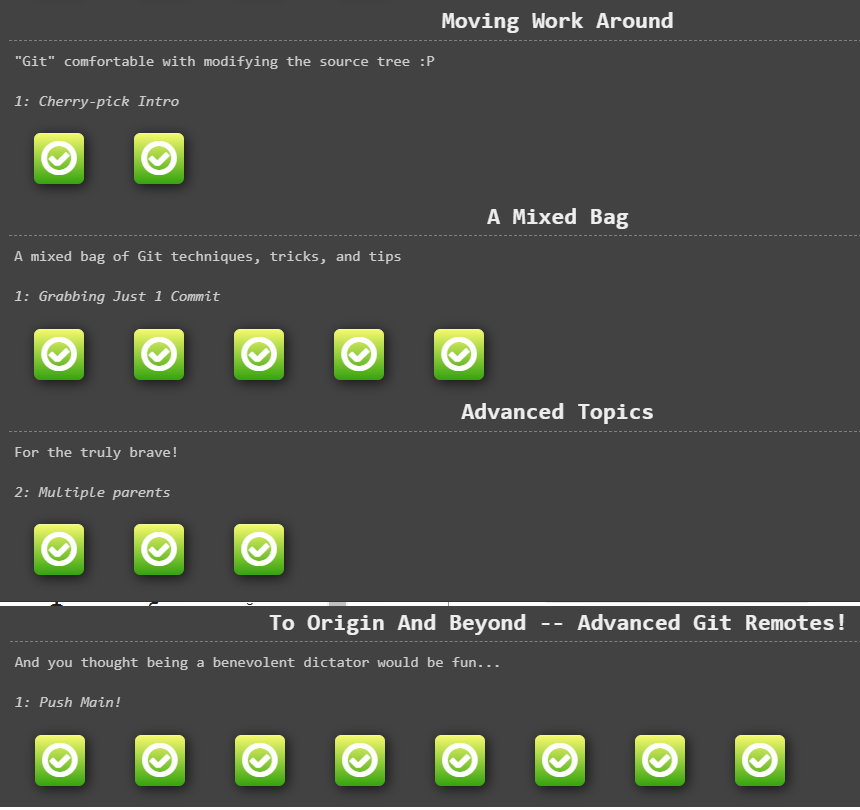 Moving Work Around
"Git" comfortable with modifying the source tree :P
1: Cherry-pick Intro
A Mixed Bag
A mixed bag of Git techniques, tricks, and tips
1: Grabbing Just 1 Commit
Advanced Topics
For the truly brave!
2: Multiple parents
To Origin And Beyond -- Advanced Git Remotes!
And you thought being a benevolent dictator would be fun...
1: Push Main!